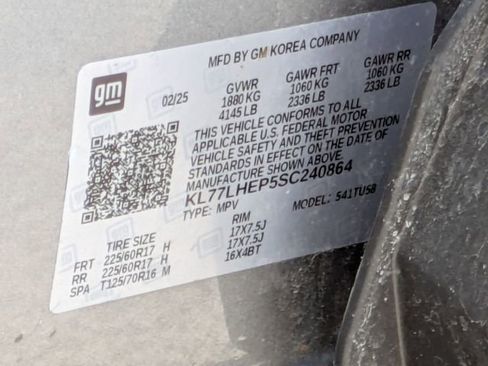 MFD BY GM KOREA COMPANY
gm
02/25
GVWR GAWR FRT GAWR RR
1880 KG 1060 KG 1060 KG
4145 LB 2336 LB 2336 LB
THIS VEHICLE CONFORMS TO ALL
APPLICABLE U.S. FEDERAL MOTOR
VEHICLE SAFETY AND THEFT PREVENTION
STANDARDS IN EFFECT ON THE DATE OF
MANUFACTURE SHOWN ABOVE.
KL77LHEP5SC240864
TYPE: MPV MODEL: 541TU58
TIRE SIZE RIM
FRT 225/60R17 H 17X7.5J
RR 225/60R17 H 17X7.5J
SPA T125/70R16 M 16X4BT